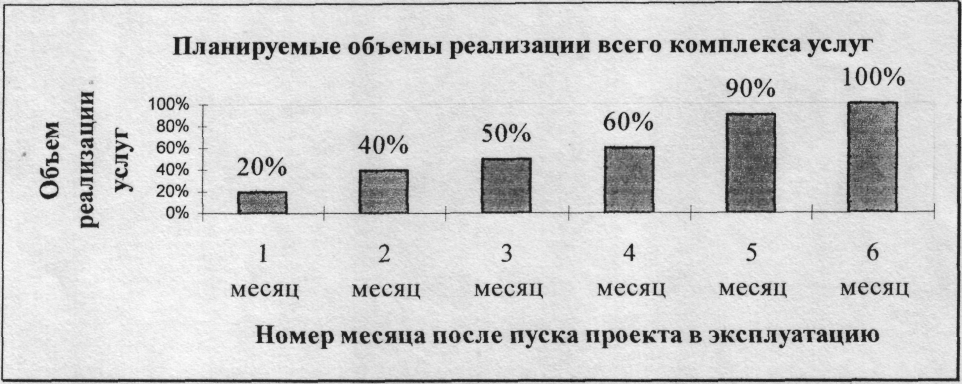 Планируемые объемы реализации всего комплекса услуг
Объем
реализации
услуг
100%
80%
60%
40%
20%
0%
20%
40%
50%
60%
90%
100%
1
месяц
2
месяц
3
месяц
4
месяц
5
месяц
6
месяц
Номер месяца после пуска проекта в эксплуатацию